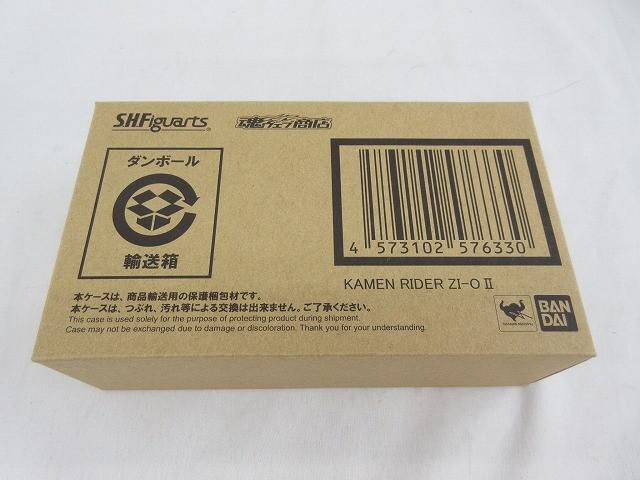 S.H.Figuarts
魂ウェブ商店
ダンボール
輸送箱
4 573102 576330
KAMEN RIDER ZI-O II
本ケースは、商品輸送用の保護梱包材です。
本ケースは、つぶれ、汚れ等による交換は出来ません。ご了承ください。
This case is used solely for the purpose of protecting product during shipment.
Case may not be exchanged due to damage or discoloration. Thank you for your understanding.
BAN
DAI